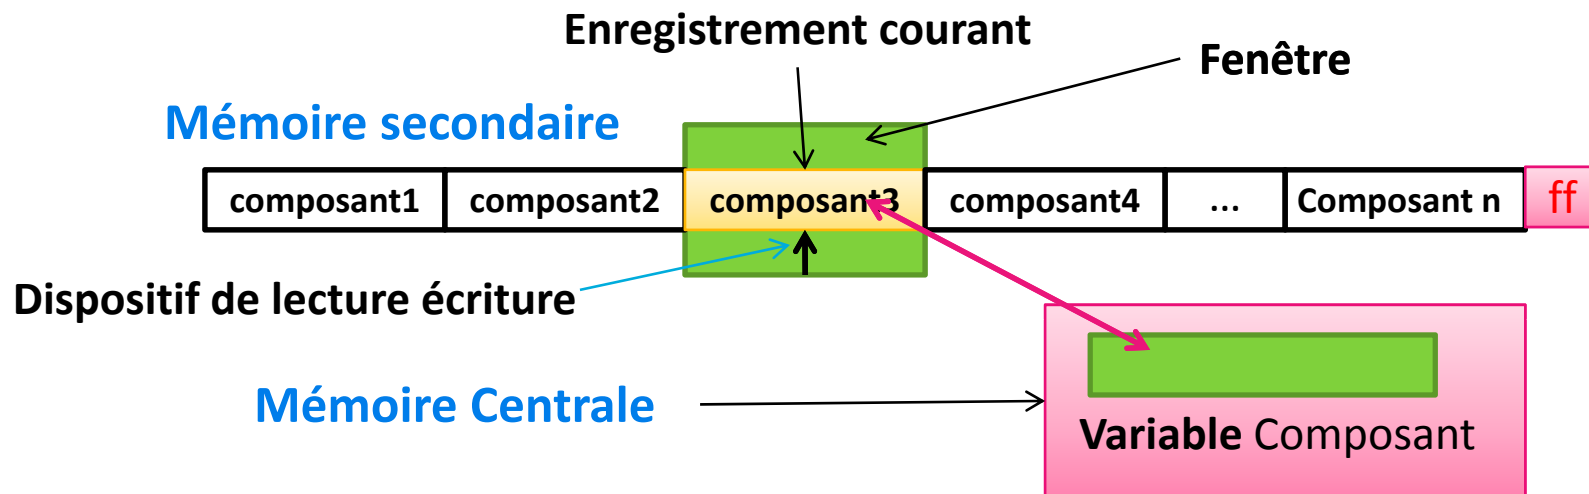 Enregistrement courant
Fenêtre
Mémoire secondaire
composant1 composant2 composant3 composant4 ... Composant n ff
Dispositif de lecture écriture
Mémoire Centrale
Variable Composant